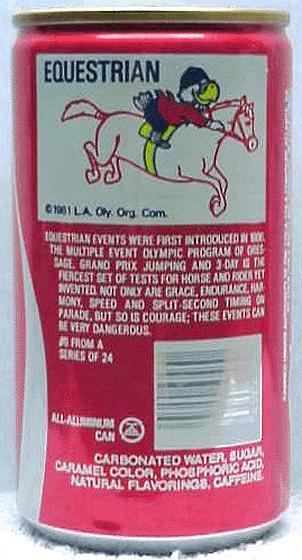 EQUESTRIAN
©1981 L.A. Oly. Org. Com.
EQUESTRIAN EVENTS WERE FIRST INTRODUCED IN 1900.
THE MULTIPLE EVENT OLYMPIC PROGRAM OF DRES-
SAGE, GRAND PRIX JUMPING AND 3-DAY IS THE
FIERCEST SET OF TESTS FOR HORSE AND RIDER YET
INVENTED. NOT ONLY ARE GRACE, ENDURANCE, HAR-
MONY, SPEED AND SPLIT-SECOND TIMING ON
PARADE, BUT SO IS COURAGE; THESE EVENTS CAN
BE VERY DANGEROUS.
FROM A
SERIES OF 24
ALL-ALUMINUM
CAN
CARBONATED WATER, SUGAR,
CARAMEL COLOR, PHOSPHORIC ACID,
NATURAL FLAVORINGS, CAFFEINE.